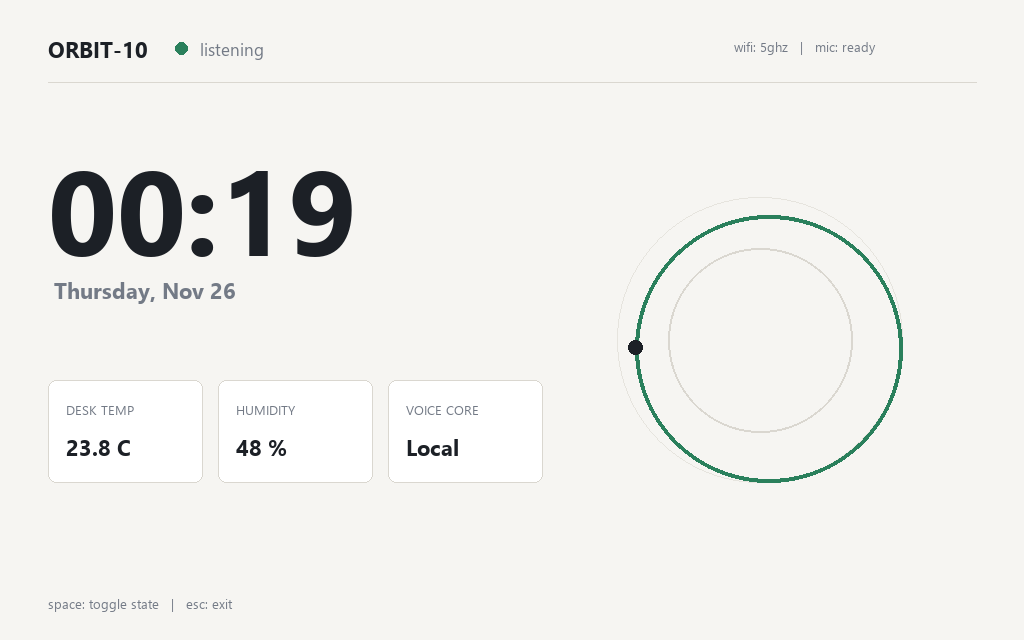 ORBIT-10 listening wifi: 5ghz | mic: ready
00:19
Thursday, Nov 26
DESK TEMP HUMIDITY VOICE CORE
23.8 C 48 % Local
space: toggle state | esc: exit